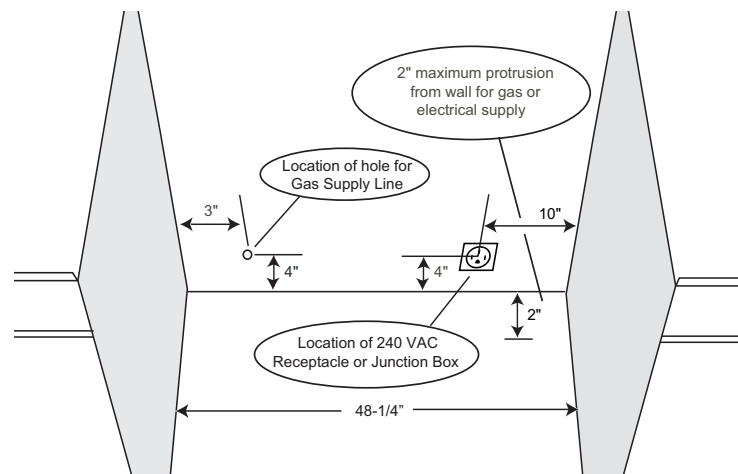 2" maximum protrusion
from wall for gas or
electrical supply
Location of hole for
Gas Supply Line
3"
10"
4"
4"
2"
Location of 240 VAC
Receptacle or Junction Box
48-1/4”